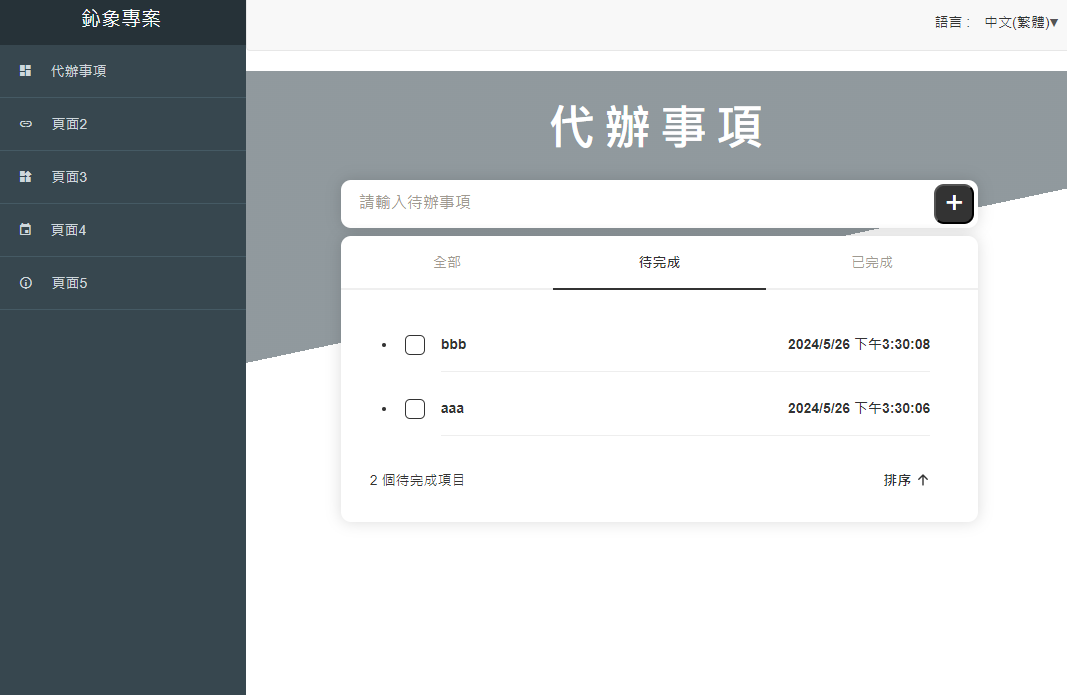 鈊象專案
語言： 中文(繁體)▾
代辦事項
頁面2
頁面3
頁面4
頁面5
代辦事項
請輸入待辦事項
+
全部 待完成 已完成
• bbb 2024/5/26 下午3:30:08
• aaa 2024/5/26 下午3:30:06
2 個待完成項目 排序 ↑